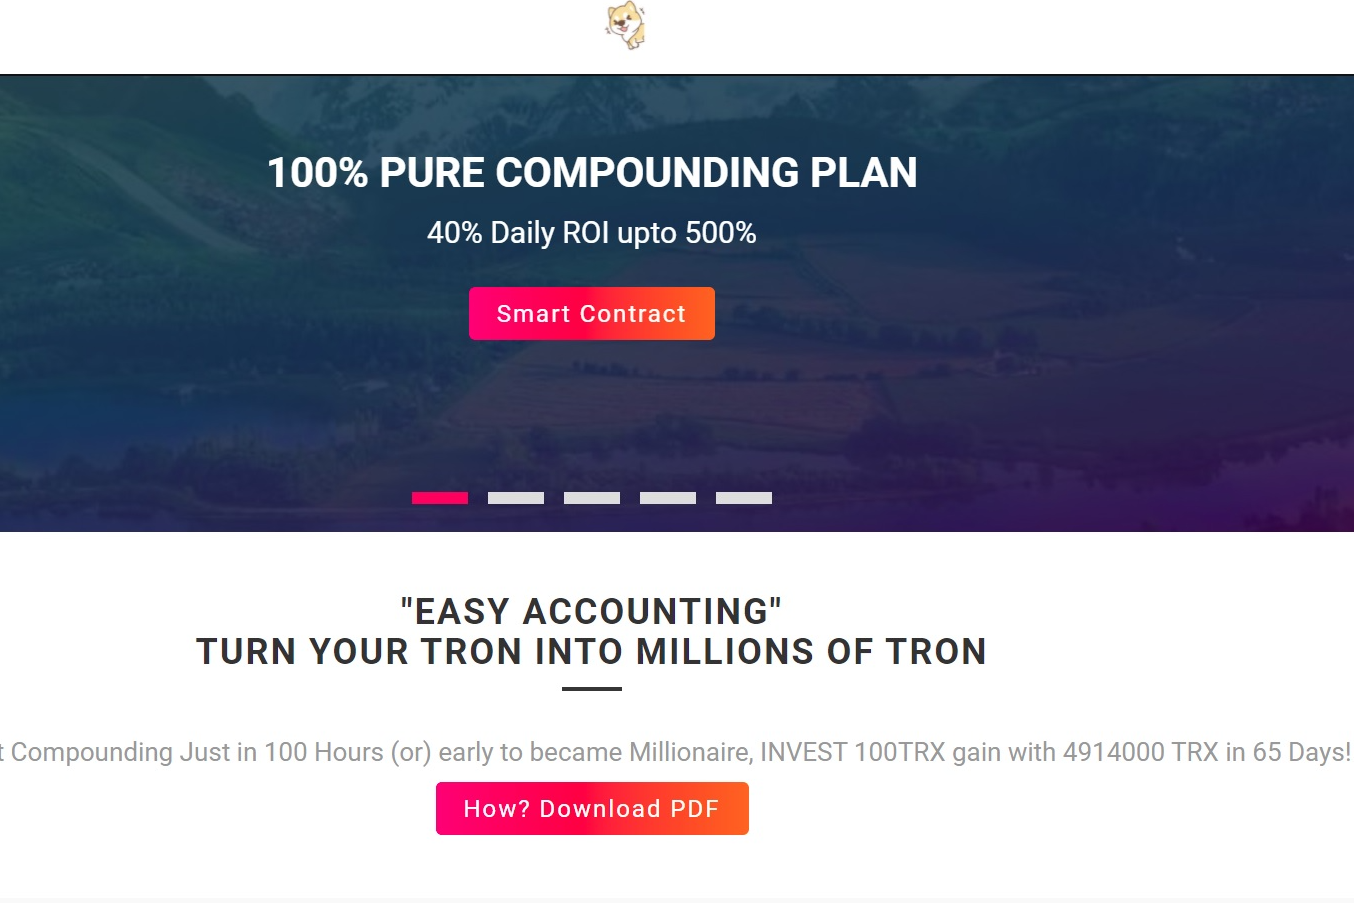 100% PURE COMPOUNDING PLAN
40% Daily ROI upto 500%
Smart Contract
"EASY ACCOUNTING"
TURN YOUR TRON INTO MILLIONS OF TRON
Compounding Just in 100 Hours (or) early to became Millionaire, INVEST 100TRX gain with 4914000 TRX in 65 Days!
How? Download PDF